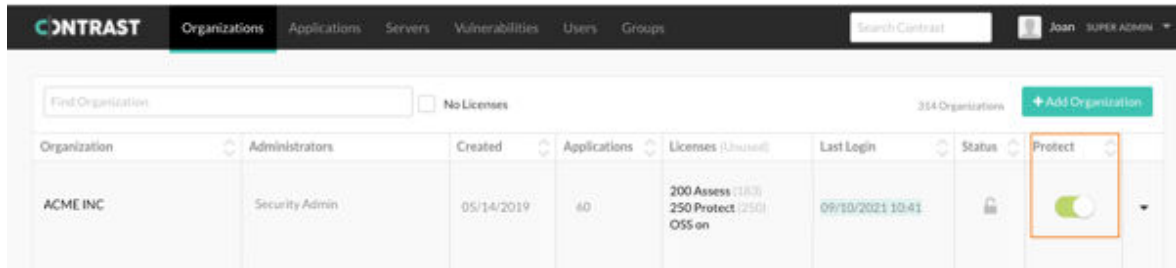 CONTRAST Organizations Applications Servers Vulnerabilities Users Groups Search Contrast Joan SUPER ADMIN
Find Organization No Licenses 314 Organizations +Add Organization
Organization Administrators Created Applications Licenses (Unused) Last Login Status Protect
ACME INC Security Admin 05/14/2019 60 200 Assess (183) 09/10/2021 10:41
250 Protect (250)
OSS on